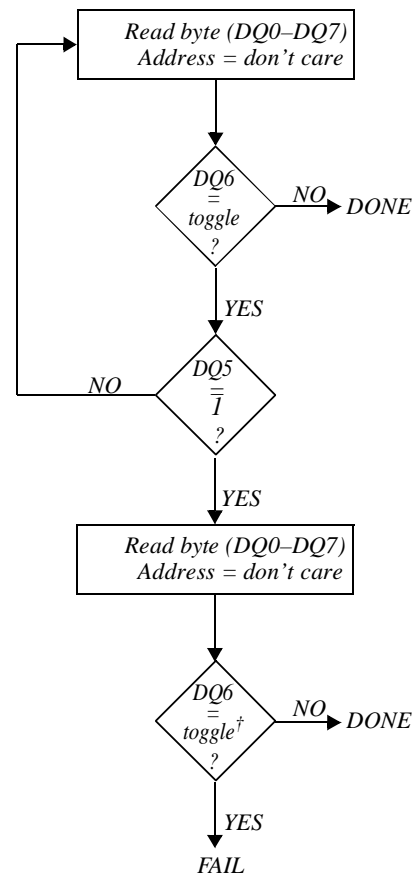 Read byte (DQ0–DQ7)
Address = don't care
DQ6
=
toggle
?
NO
DONE
YES
DQ5
=
1
?
NO
YES
Read byte (DQ0–DQ7)
Address = don't care
DQ6
=
toggle†
?
NO
DONE
YES
FAIL